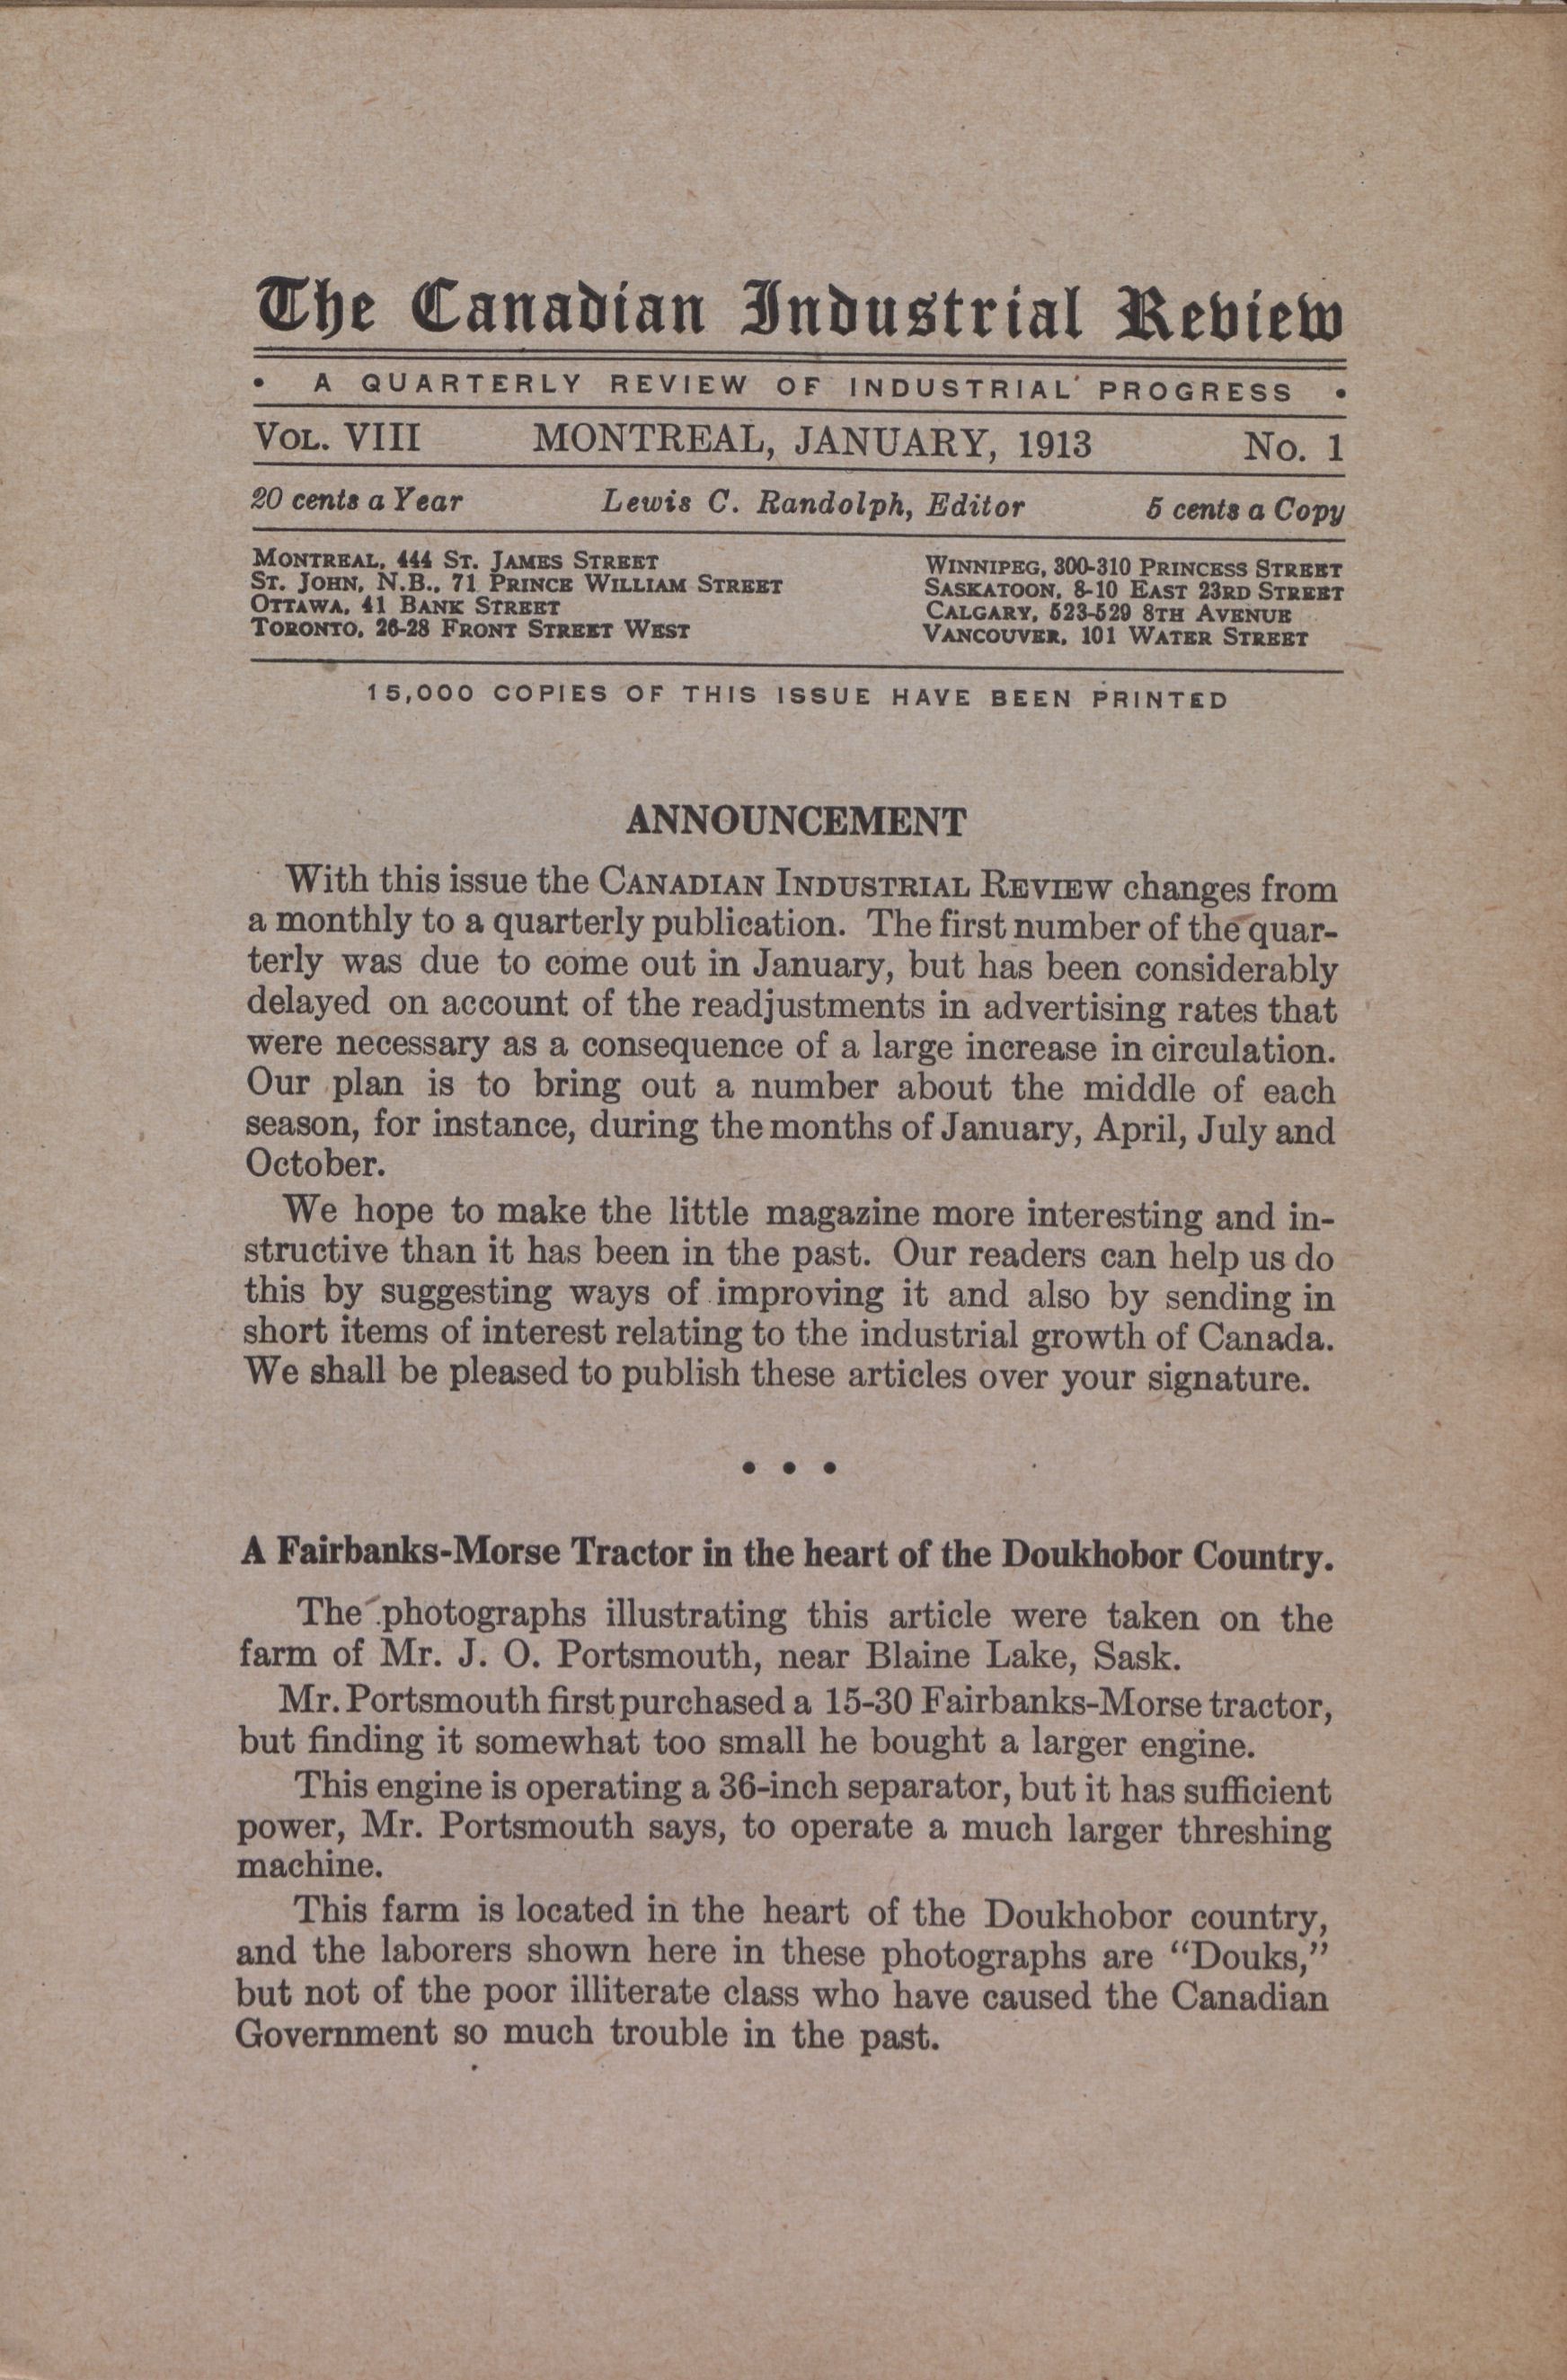 The Canadian Industrial Review
• A QUARTERLY REVIEW OF INDUSTRIAL PROGRESS •
VOL. VIII MONTREAL, JANUARY, 1913 No. 1
20 cents a Year Lewis C. Randolph, Editor 5 cents a Copy
MONTREAL, 444 ST. JAMES STREET
ST. JOHN, N.B., 71 PRINCE WILLIAM STREET
OTTAWA, 41 BANK STREET
TORONTO, 26-28 FRONT STREET WEST
WINNIPEG, 300-310 PRINCESS STREET
SASKATOON, 8-10 EAST 23RD STREET
CALGARY, 523-529 8TH AVENUE
VANCOUVER, 101 WATER STREET
15,000 COPIES OF THIS ISSUE HAVE BEEN PRINTED
ANNOUNCEMENT
With this issue the CANADIAN INDUSTRIAL REVIEW changes from
a monthly to a quarterly publication. The first number of the quar-
terly was due to come out in January, but has been considerably
delayed on account of the readjustments in advertising rates that
were necessary as a consequence of a large increase in circulation.
Our plan is to bring out a number about the middle of each
season, for instance, during the months of January, April, July and
October.
We hope to make the little magazine more interesting and in-
structive than it has been in the past. Our readers can help us do
this by suggesting ways of improving it and also by sending in
short items of interest relating to the industrial growth of Canada.
We shall be pleased to publish these articles over your signature.
• • •
A Fairbanks-Morse Tractor in the heart of the Doukhobor Country.
The photographs illustrating this article were taken on the
farm of Mr. J. O. Portsmouth, near Blaine Lake, Sask.
Mr. Portsmouth first purchased a 15-30 Fairbanks-Morse tractor,
but finding it somewhat too small he bought a larger engine.
This engine is operating a 36-inch separator, but it has sufficient
power, Mr. Portsmouth says, to operate a much larger threshing
machine.
This farm is located in the heart of the Doukhobor country,
and the laborers shown here in these photographs are "Douks,"
but not of the poor illiterate class who have caused the Canadian
Government so much trouble in the past.